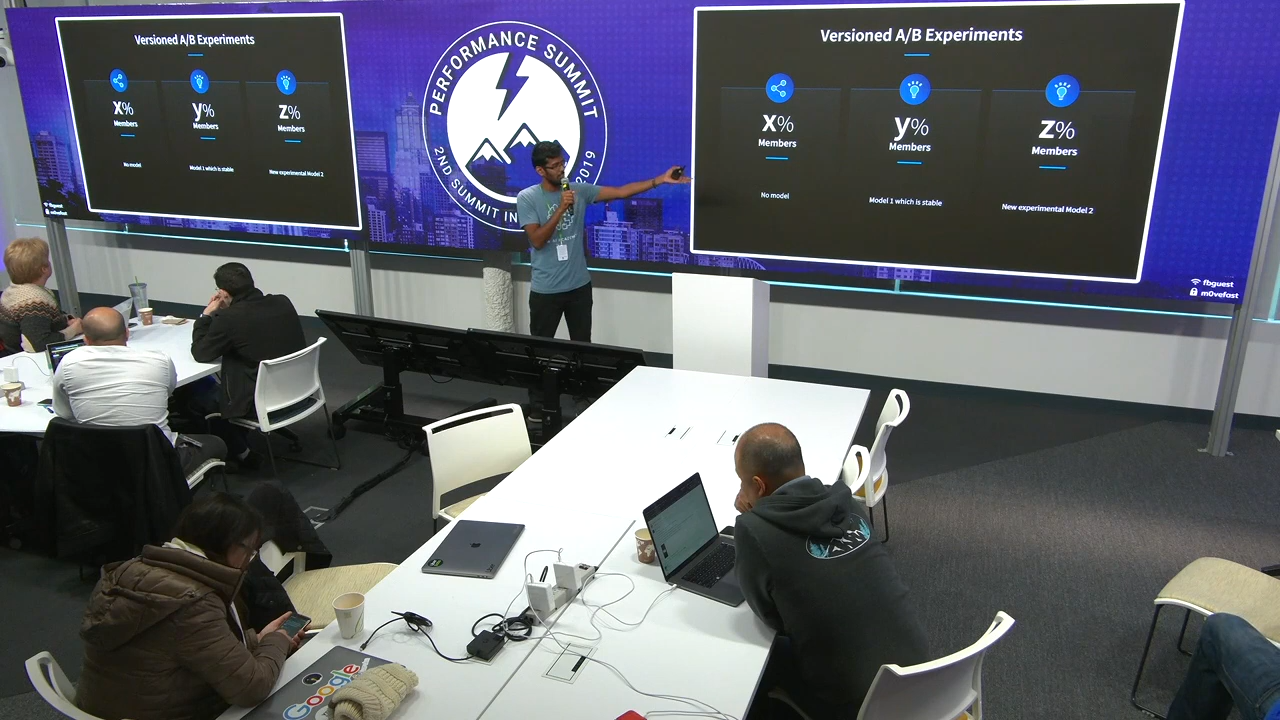 Versioned A/B Experiments
X%
Members
No model
y%
Members
Model 1 which is stable
Z%
Members
New experimental Model 2
fbguest
m0vefast
PERFORMANCE SUMMIT
2ND SUMMIT IN
2019
Versioned A/B Experiments
X%
Members
No model
y%
Members
Model 1 which is stable
Z%
Members
New experimental Model 2
fbguest
m0vefast
Google